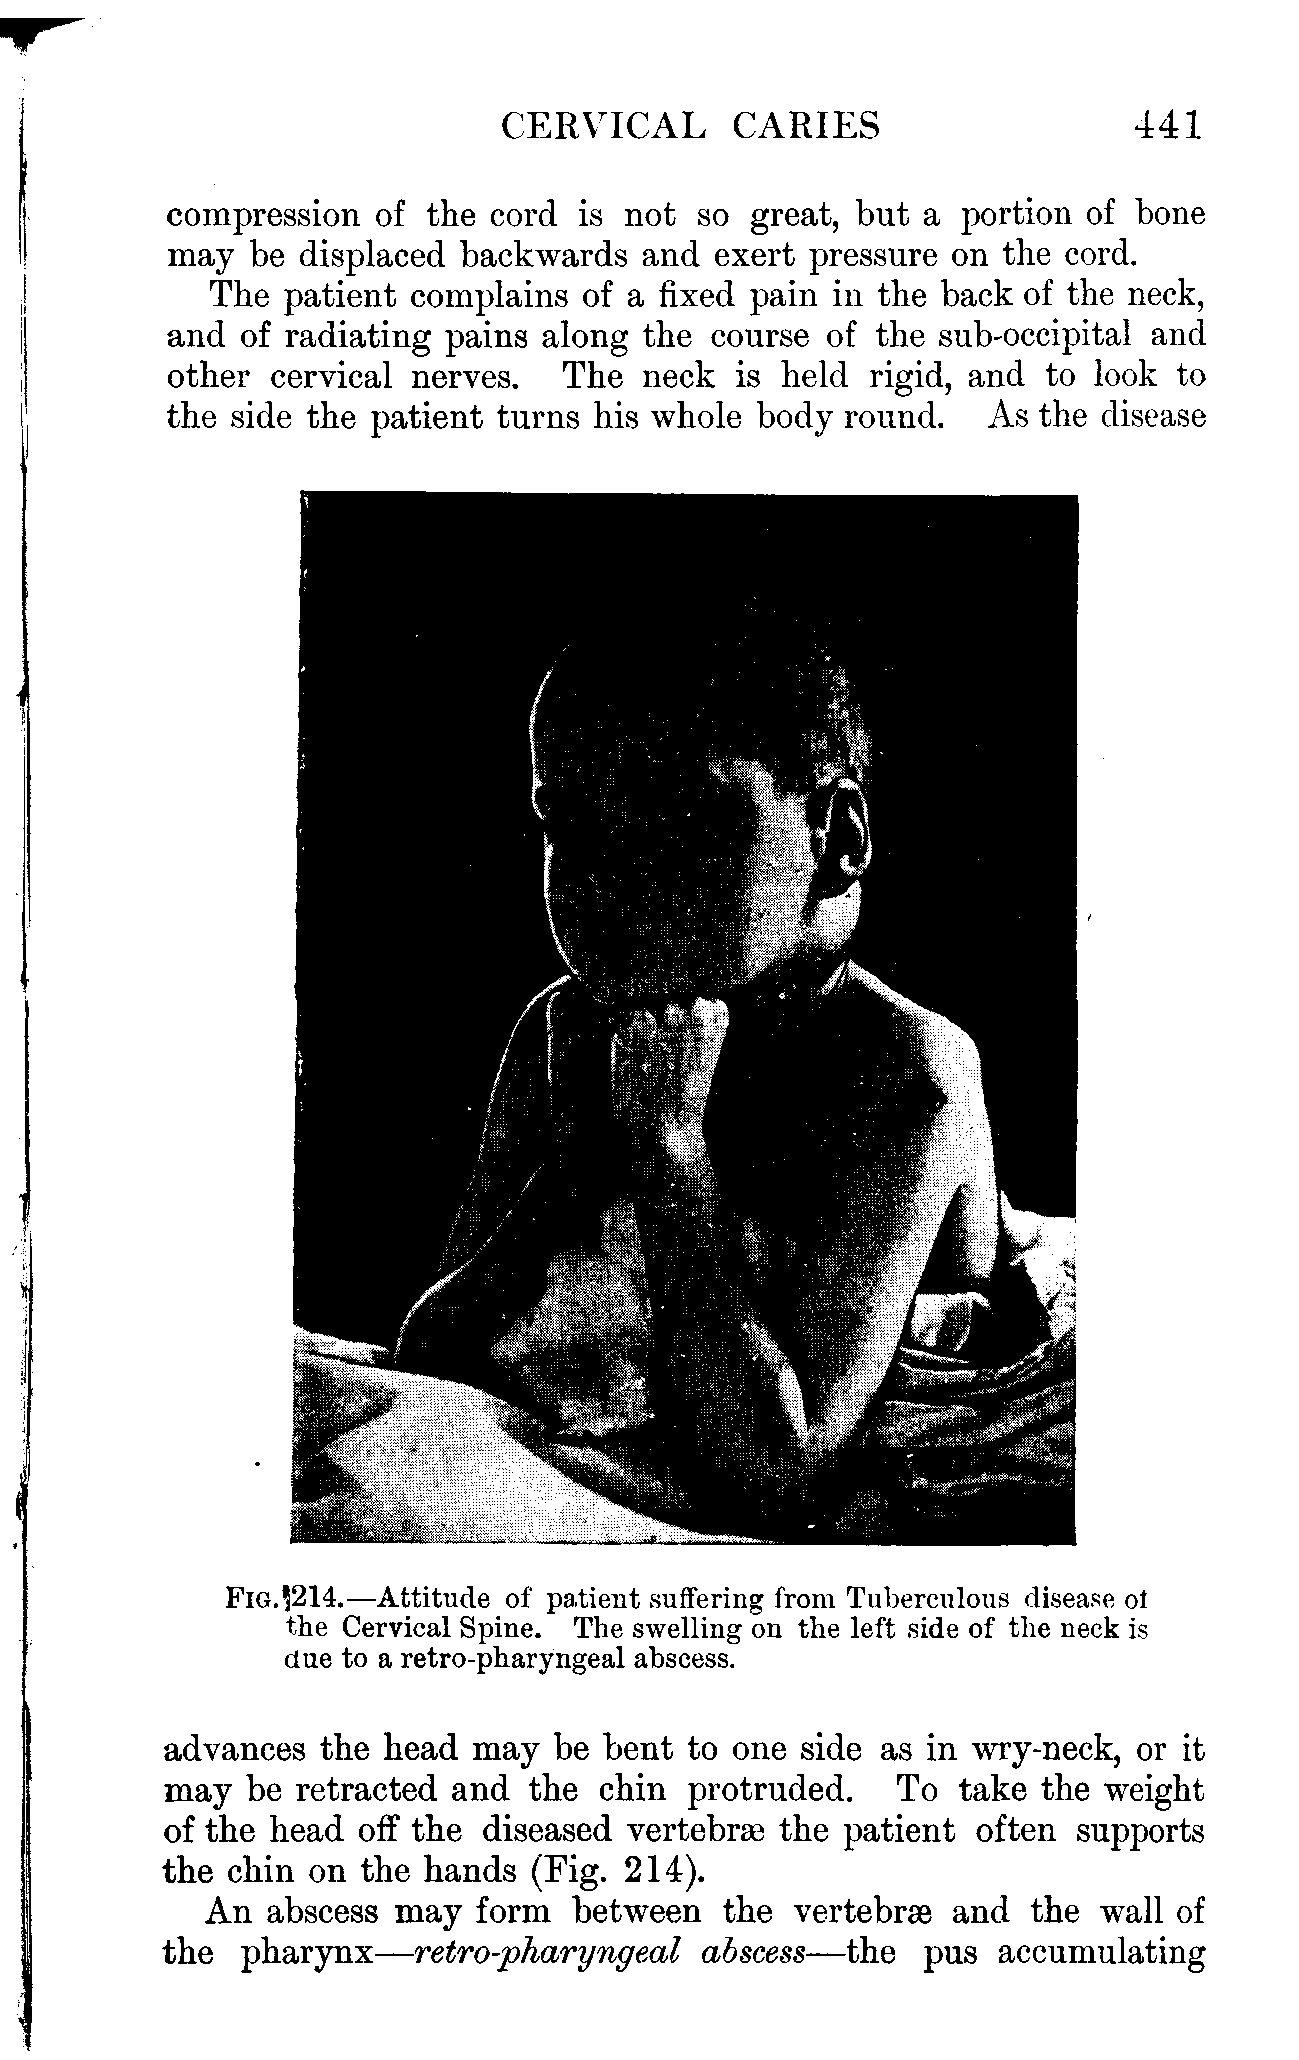 CERVICAL CARIES 441
compression of the cord is not so great, but a portion of bone
may be displaced backwards and exert pressure on the cord.
The patient complains of a fixed pain in the back of the neck,
and of radiating pains along the course of the sub-occipital and
other cervical nerves. The neck is held rigid, and to look to
the side the patient turns his whole body round. As the disease
FIG. 214.—Attitude of patient suffering from Tuberculous disease of
the Cervical Spine. The swelling on the left side of the neck is
due to a retro-pharyngeal abscess.
advances the head may be bent to one side as in wry-neck, or it
may be retracted and the chin protruded. To take the weight
of the head off the diseased vertebræ the patient often supports
the chin on the hands (Fig. 214).
An abscess may form between the vertebræ and the wall of
the pharynx—retro-pharyngeal abscess—the pus accumulating